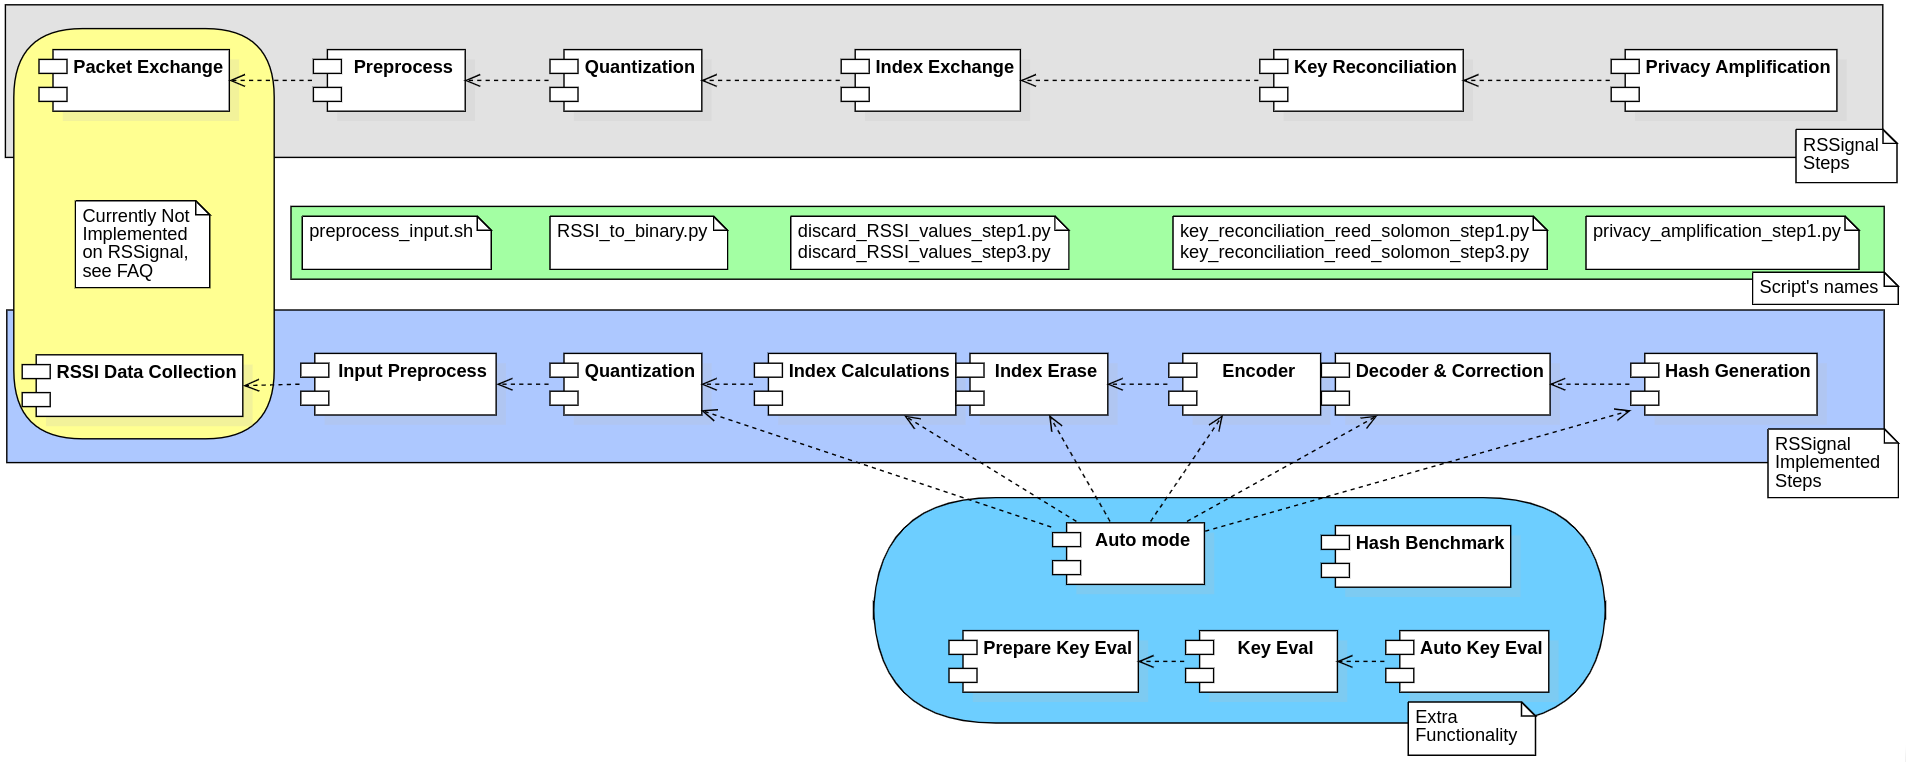 Packet Exchange
Preprocess
Quantization
Index Exchange
Key Reconciliation
Privacy Amplification
RSSignal
Steps
Currently Not
Implemented
on RSSignal,
see FAQ
preprocess_input.sh
RSSI_to_binary.py
discard_RSSI_values_step1.py
discard_RSSI_values_step3.py
key_reconciliation_reed_solomon_step1.py
key_reconciliation_reed_solomon_step3.py
privacy_amplification_step1.py
Script's names
RSSI Data Collection
Input Preprocess
Quantization
Index Calculations
Index Erase
Encoder
Decoder & Correction
Hash Generation
RSSignal
Implemented
Steps
Auto mode
Hash Benchmark
Prepare Key Eval
Key Eval
Auto Key Eval
Extra
Functionality